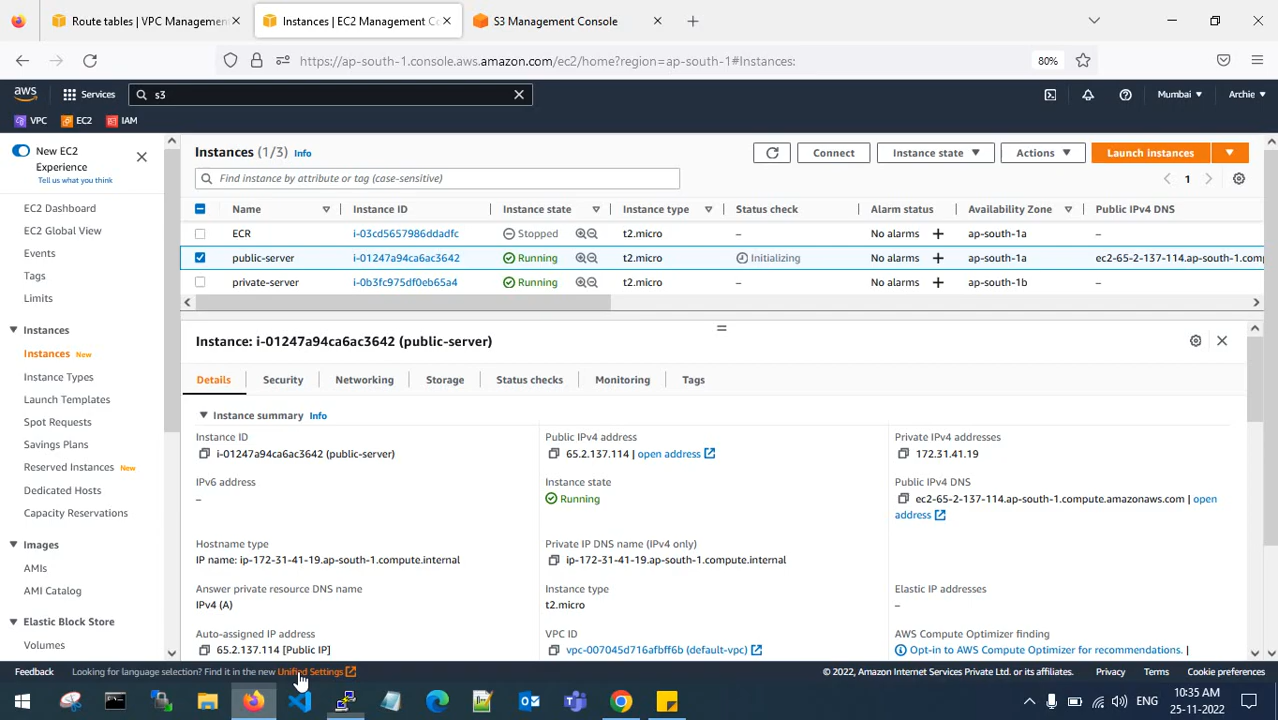 Route tables | VPC Management
Instances | EC2 Management Co
S3 Management Console
https://ap-south-1.console.aws.amazon.com/ec2/home?region=ap-south-1#Instances:
80%
aws
Services
s3
Mumbai
Archie
VPC
EC2
IAM
New EC2
Experience
Tell us what you think
EC2 Dashboard
EC2 Global View
Events
Tags
Limits
Instances
Instances New
Instance Types
Launch Templates
Spot Requests
Savings Plans
Reserved Instances New
Dedicated Hosts
Capacity Reservations
Images
AMIs
AMI Catalog
Elastic Block Store
Volumes
Instances (1/3) Info
Connect
Instance state
Actions
Launch instances
Find instance by attribute or tag (case-sensitive)
1
Name Instance ID Instance state Instance type Status check Alarm status Availability Zone Public IPv4 DNS
ECR i-03cd5657986ddadfc Stopped t2.micro – No alarms + ap-south-1a –
public-server i-01247a94ca6ac3642 Running t2.micro Initializing No alarms + ap-south-1a ec2-65-2-137-114.ap-south-1.comp
private-server i-0b3fc975df0eb65a4 Running t2.micro – No alarms + ap-south-1b –
Instance: i-01247a94ca6ac3642 (public-server)
Details Security Networking Storage Status checks Monitoring Tags
Instance summary Info
Instance ID
i-01247a94ca6ac3642 (public-server)
Public IPv4 address
65.2.137.114 | open address
Private IPv4 addresses
172.31.41.19
IPv6 address
–
Instance state
Running
Public IPv4 DNS
ec2-65-2-137-114.ap-south-1.compute.amazonaws.com | open
address
Hostname type
IP name: ip-172-31-41-19.ap-south-1.compute.internal
Private IP DNS name (IPv4 only)
ip-172-31-41-19.ap-south-1.compute.internal
Answer private resource DNS name
IPv4 (A)
Instance type
t2.micro
Elastic IP addresses
–
Auto-assigned IP address
65.2.137.114 [Public IP]
VPC ID
vpc-007045d716afbff6b (default-vpc)
AWS Compute Optimizer finding
Opt-in to AWS Compute Optimizer for recommendations. |
Feedback
Looking for language selection? Find it in the new Unified Settings
© 2022, Amazon Internet Services Private Ltd. or its affiliates.
Privacy
Terms
Cookie preferences
ENG
10:35 AM
25-11-2022